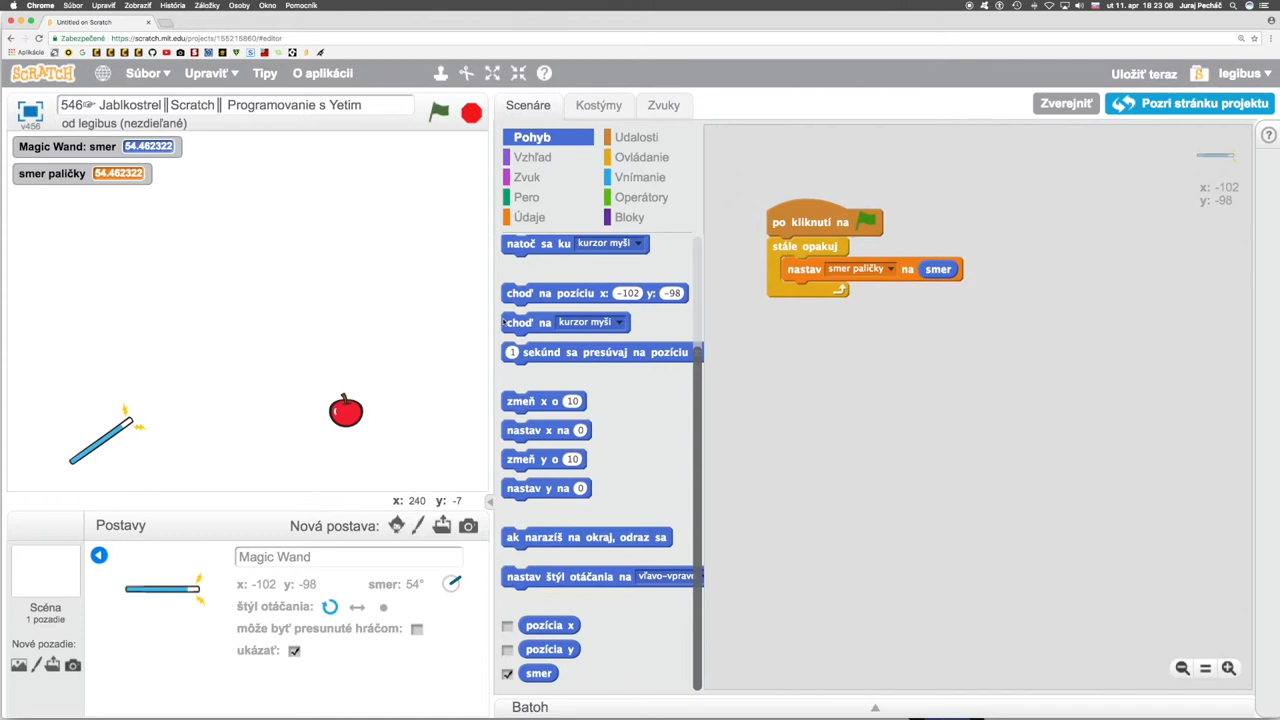 Chrome Súbor Upraviť Zobraziť História Záložky Osoby Okno Pomocník
ut 11. apr 18 23:08 Juraj Pecháč
Untitled on Scratch
Zabezpečené https://scratch.mit.edu/projects/155215860/#editor
Aplikácie
SCRATCH Súbor Upraviť Tipy O aplikácii Uložiť teraz legibus
v456
546☞ Jablkostrel ‖ Scratch ‖ Programovanie s Yetim
od legibus (nezdieľané)
Scenáre Kostýmy Zvuky
Zverejniť Pozri stránku projektu
Magic Wand: smer 54.462322
smer paličky 54.462322
Pohyb Udalosti
Vzhľad Ovládanie
Zvuk Vnímanie
Pero Operátory
Údaje Bloky
natoč sa ku kurzor myši
choď na pozíciu x: -102 y: -98
choď na kurzor myši
1 sekúnd sa presúvaj na pozíciu
zmeň x o 10
nastav x na 0
zmeň y o 10
nastav y na 0
ak narazíš na okraj, odraz sa
nastav štýl otáčania na vľavo-vpravo
pozícia x
pozícia y
smer
po kliknutí na
stále opakuj
nastav smer paličky na smer
x: -102
y: -98
x: 240 y: -7
Postavy Nová postava:
Magic Wand
x: -102 y: -98 smer: 54°
štýl otáčania:
môže byť presunuté hráčom:
ukázať:
Scéna
1 pozadie
Nové pozadie:
Batoh